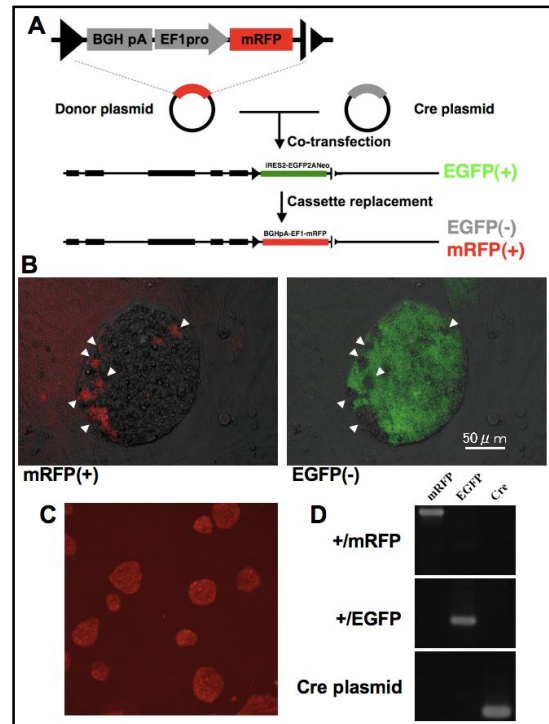 A
BGH pA EF1pro mRFP
Donor plasmid Cre plasmid
Co-transfection
IRES2-EGFP2ANeo
EGFP(+)
Cassette replacement
EGFP(-)
BGHpA-EF1-mRFP
mRFP(+)
B
50 μm
mRFP(+) EGFP(-)
C D
mRFP EGFP Cre
+/mRFP
+/EGFP
Cre plasmid